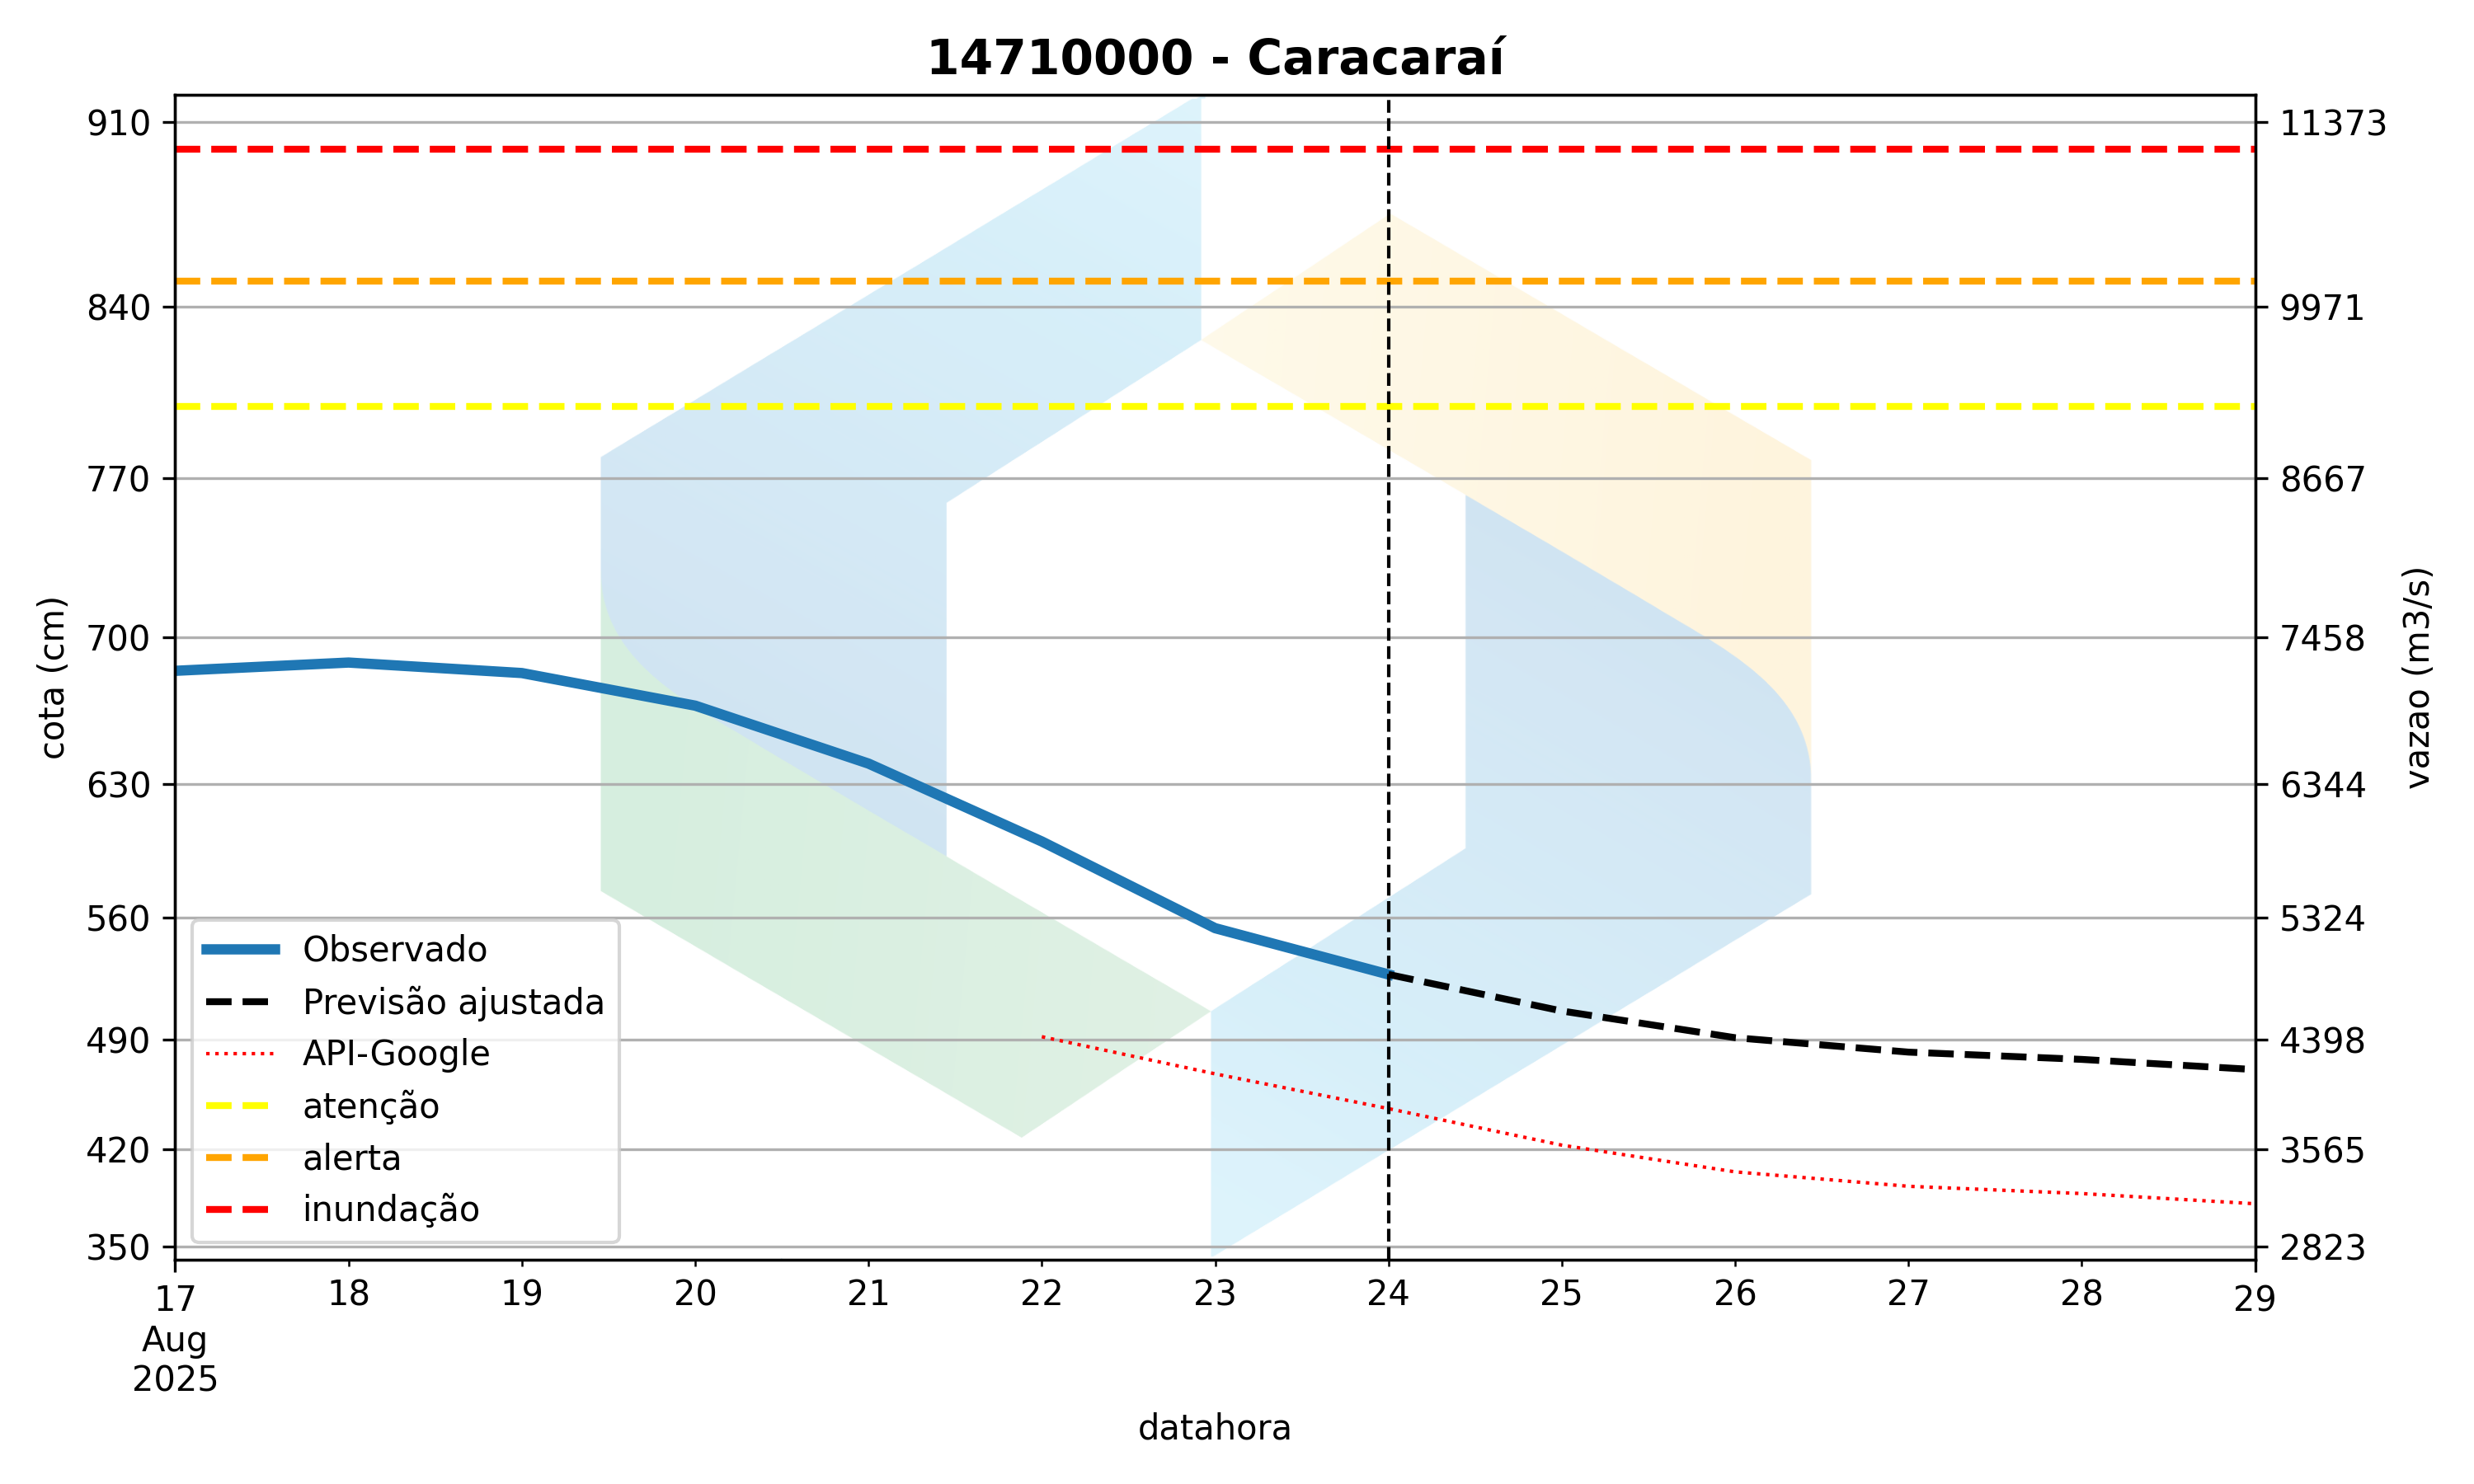 14710000 - Caracaraí
910
840
770
700
630
560
490
420
350
cota (cm)
11373
9971
8667
7458
6344
5324
4398
3565
2823
vazao (m3/s)
Observado
Previsão ajustada
API-Google
atenção
alerta
inundação
17 18 19 20 21 22 23 24 25 26 27 28 29
Aug
2025
datahora